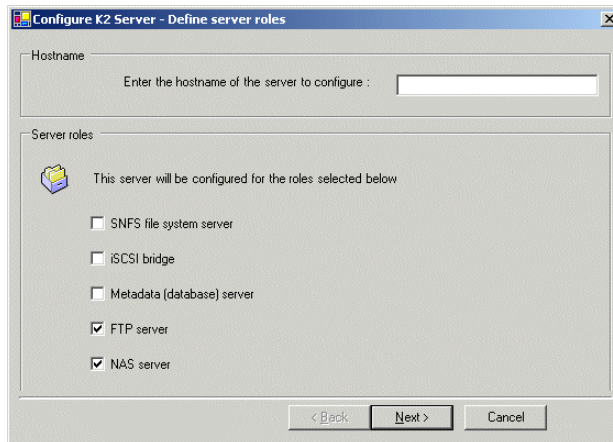 Configure K2 Server - Define server roles
Hostname
Enter the hostname of the server to configure :
Server roles
This server will be configured for the roles selected below
SNFS file system server
iSCSI bridge
Metadata (database) server
FTP server
NAS server
< Back
Next >
Cancel